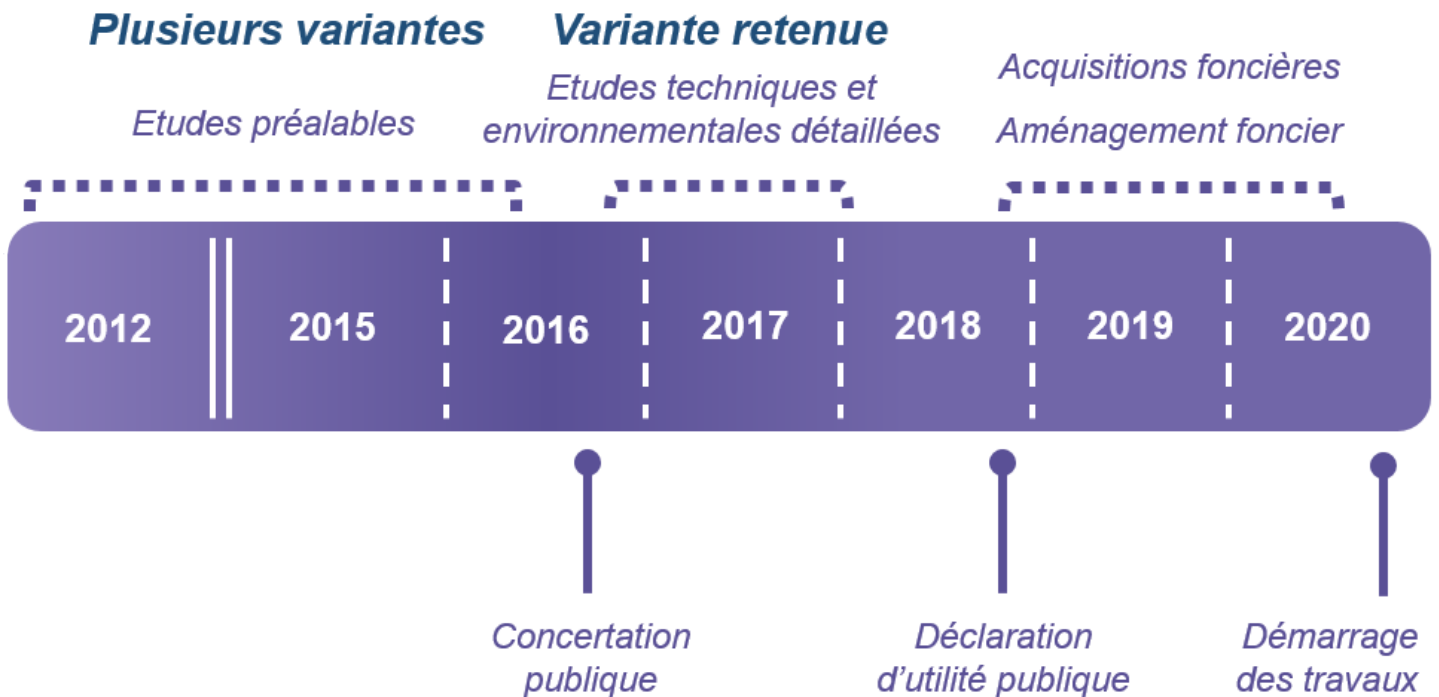 Plusieurs variantes
Variante retenue
Etudes préalables
Etudes techniques et
environnementales détaillées
Acquisitions foncières
Aménagement foncier
2012
2015
2016
2017
2018
2019
2020
Concertation
publique
Déclaration
d'utilité publique
Démarrage
des travaux